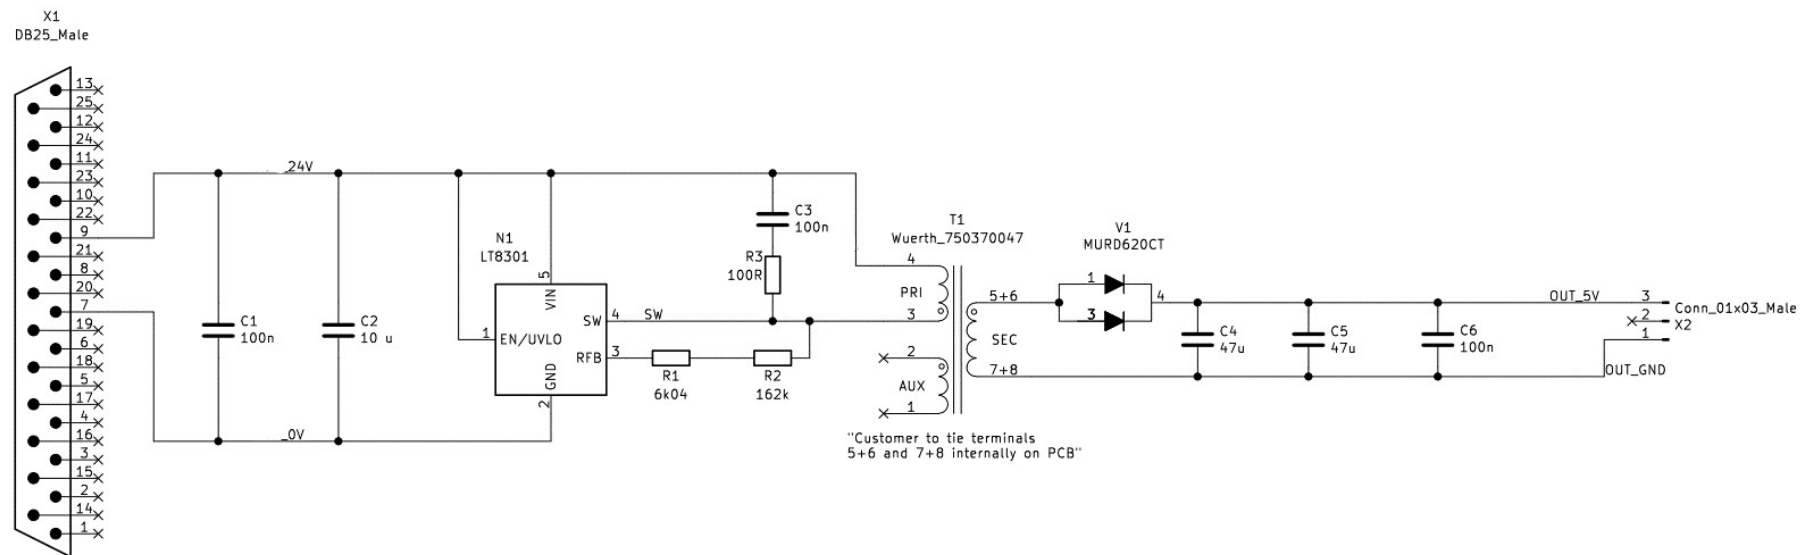 X1
DB25_Male
13
25
12
24
11
23
10
22
9
21
8
20
7
19
6
18
5
17
4
16
3
15
2
14
1
_24V
_0V
C1
100n
C2
10 u
N1
LT8301
5
VIN
1
EN/UVLO
SW
4
SW
RFB
3
GND
2
C3
100n
R3
100R
R1
6k04
R2
162k
T1
Wuerth_750370047
4
PRI
3
2
AUX
1
5+6
SEC
7+8
"Customer to tie terminals
5+6 and 7+8 internally on PCB"
V1
MURD620CT
1
3
4
C4
47u
C5
47u
C6
100n
OUT_5V
OUT_GND
3
2
1
Conn_01x03_Male
X2